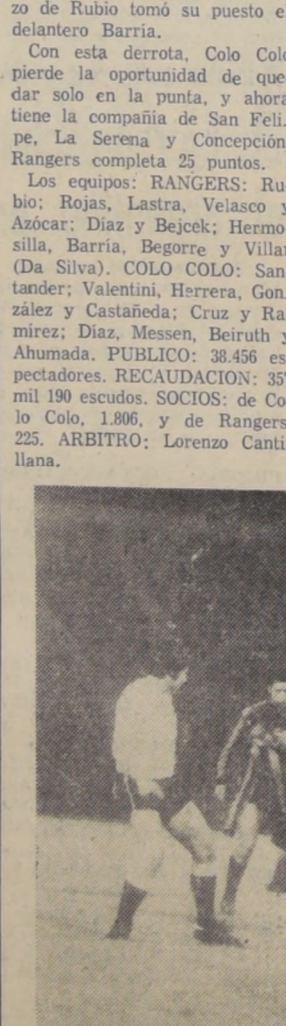 zo de Rubio tomó su puesto e
delantero Barría.
Con esta derrota, Colo Colo
pierde la oportunidad de que
dar solo en la punta, y ahora
tiene la compañia de San Feli.
pe, La Serena y Concepción
Rangers completa 25 puntos.
Los equipos: RANGERS: Ru
bio; Rojas, Lastra, Velasco y
Azócar; Díaz y Bejcek; Hermo
silla, Barría, Begorre y Villar
(Da Silva). COLO COLO: San
tander; Valentini, Herrera, Gon.
zález y Castañeda; Cruz y Ra
mírez; Díaz, Messen, Beiruth y
Ahumada. PUBLICO: 38.456 es
pectadores. RECAUDACION: 357
mil 190 escudos. SOCIOS: de Co
lo Colo, 1.806, y de Rangers
225. ARBITRO: Lorenzo Canti
llana.